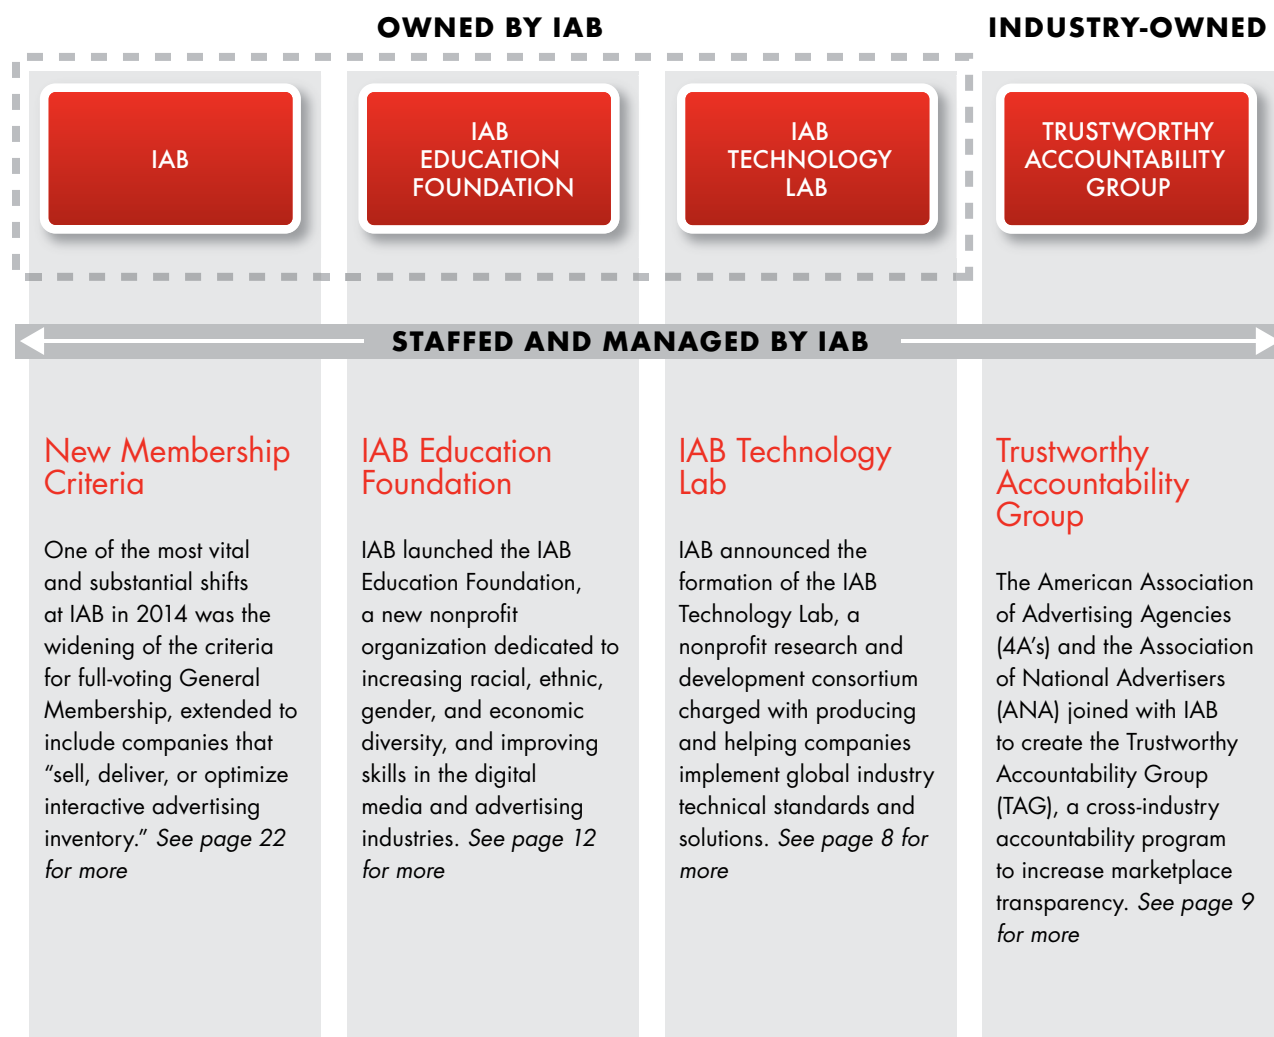 OWNED BY IAB
INDUSTRY-OWNED
IAB
IAB
EDUCATION
FOUNDATION
IAB
TECHNOLOGY
LAB
TRUSTWORTHY
ACCOUNTABILITY
GROUP
STAFFED AND MANAGED BY IAB
New Membership
Criteria
One of the most vital
and substantial shifts
at IAB in 2014 was the
widening of the criteria
for full-voting General
Membership, extended to
include companies that
“sell, deliver, or optimize
interactive advertising
inventory.” See page 22
for more
IAB Education
Foundation
IAB launched the IAB
Education Foundation,
a new nonprofit
organization dedicated to
increasing racial, ethnic,
gender, and economic
diversity, and improving
skills in the digital
media and advertising
industries. See page 12
for more
IAB Technology
Lab
IAB announced the
formation of the IAB
Technology Lab, a
nonprofit research and
development consortium
charged with producing
and helping companies
implement global industry
technical standards and
solutions. See page 8 for
more
Trustworthy
Accountability
Group
The American Association
of Advertising Agencies
(4A’s) and the Association
of National Advertisers
(ANA) joined with IAB
to create the Trustworthy
Accountability Group
(TAG), a cross-industry
accountability program
to increase marketplace
transparency. See page 9
for more